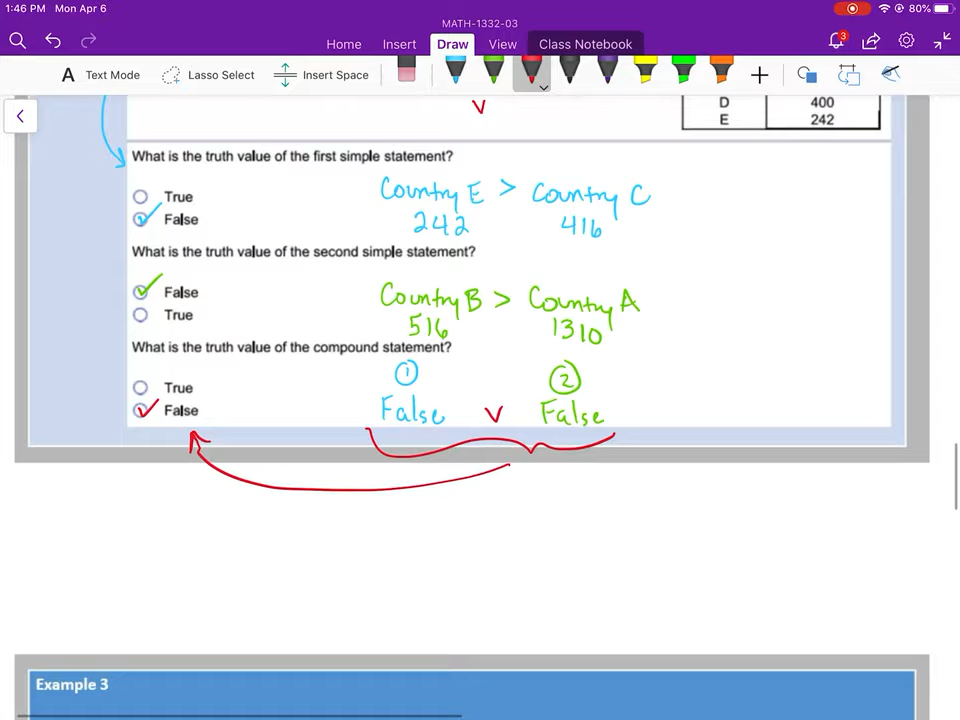 1:46 PM Mon Apr 6
80%
MATH-1332-03
Home Insert Draw View Class Notebook
3
A Text Mode Lasso Select Insert Space
V
D 400
E 242
What is the truth value of the first simple statement?
True
False
Country E > Country C
242 416
What is the truth value of the second simple statement?
False
True
Country B > Country A
516 1310
What is the truth value of the compound statement?
True
False
① ②
False V False
Example 3